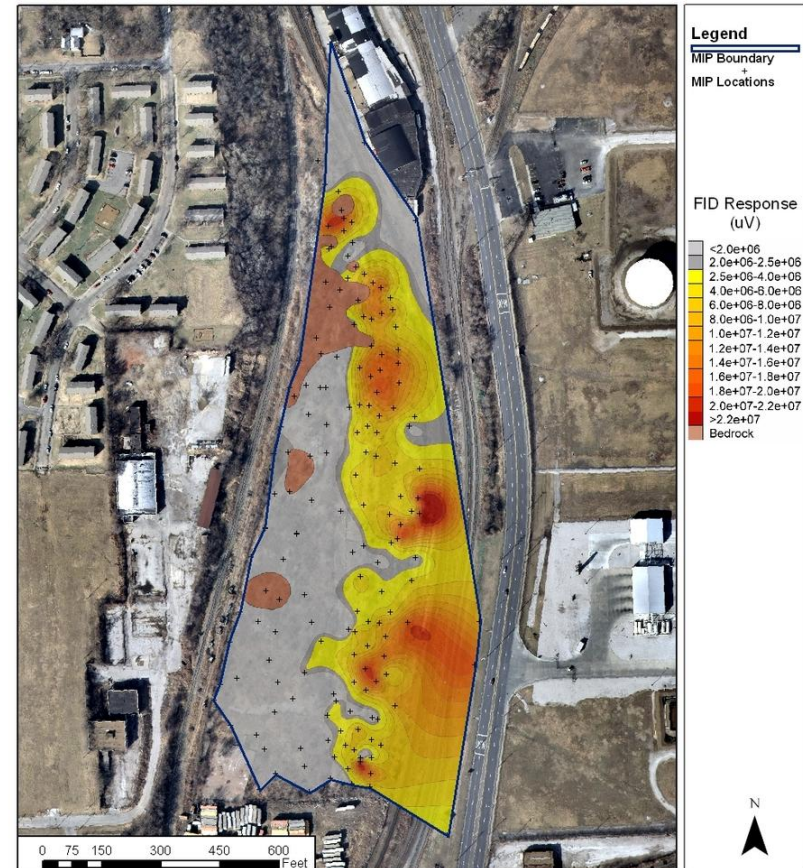 Legend
MIP Boundary
+
MIP Locations
FID Response
(uV)
<2.0e+06
2.0e+06-2.5e+06
2.5e+06-4.0e+06
4.0e+06-6.0e+06
6.0e+06-8.0e+06
8.0e+06-1.0e+07
1.0e+07-1.2e+07
1.2e+07-1.4e+07
1.4e+07-1.6e+07
1.6e+07-1.8e+07
1.8e+07-2.0e+07
2.0e+07-2.2e+07
>2.2e+07
Bedrock
N
0 75 150 300 450 600
Feet